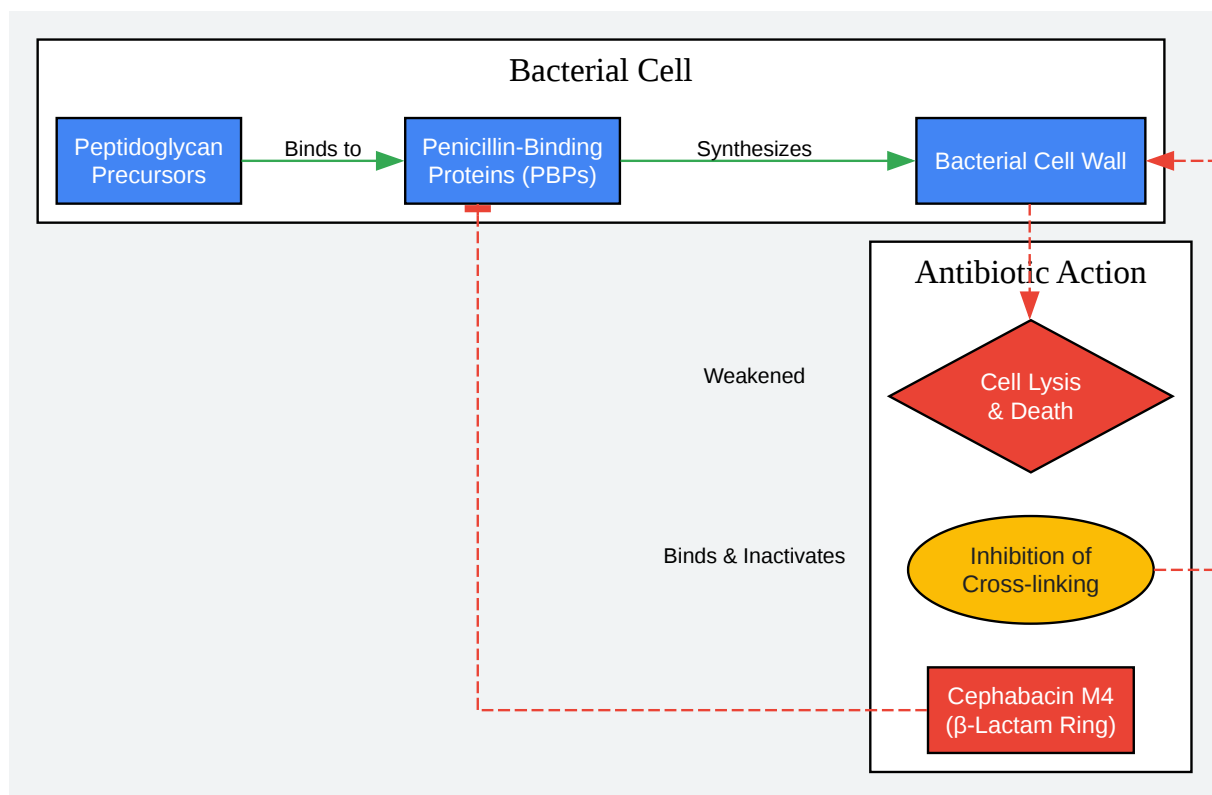 Bacterial Cell
Peptidoglycan
Precursors
Binds to
Penicillin-Binding
Proteins (PBPs)
Synthesizes
Bacterial Cell Wall
Antibiotic Action
Weakened
Cell Lysis
& Death
Binds & Inactivates
Inhibition of
Cross-linking
Cephabacin M4
(β-Lactam Ring)